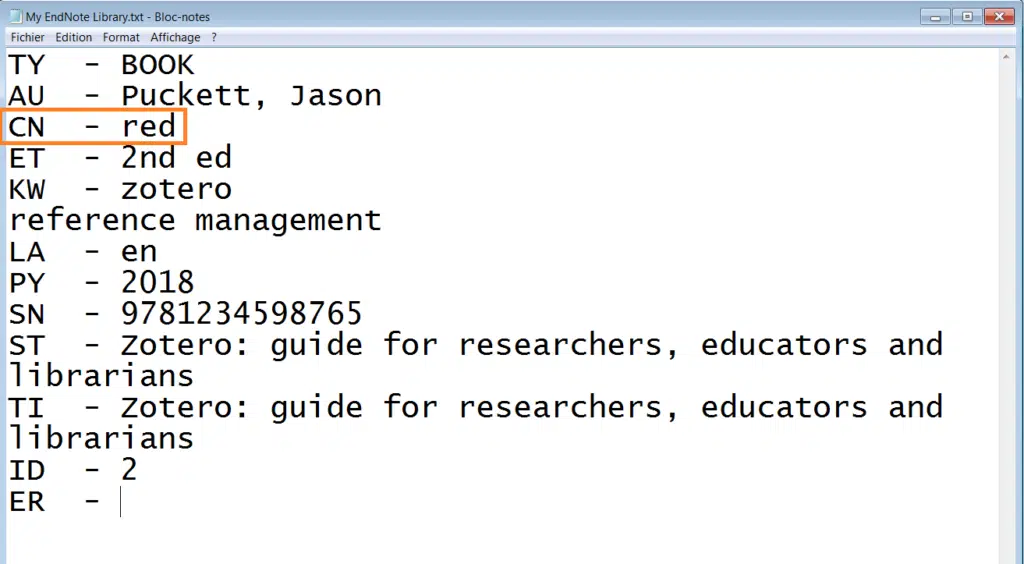 My EndNote Library.txt - Bloc-notes
Fichier Edition Format Affichage ?
TY - BOOK
AU - Puckett, Jason
CN - red
ET - 2nd ed
KW - zotero
reference management
LA - en
PY - 2018
SN - 9781234598765
ST - Zotero: guide for researchers, educators and
librarians
TI - Zotero: guide for researchers, educators and
librarians
ID - 2
ER -